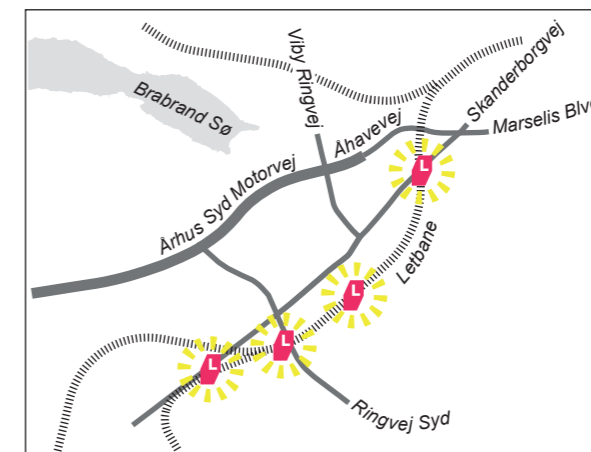 Brabrand Sø
Viby Ringvej
Åhavevej
Skanderborgvej
Marselis Blv
L
Århus Syd Motorvej
Letbane
L
L
L
Ringvej Syd